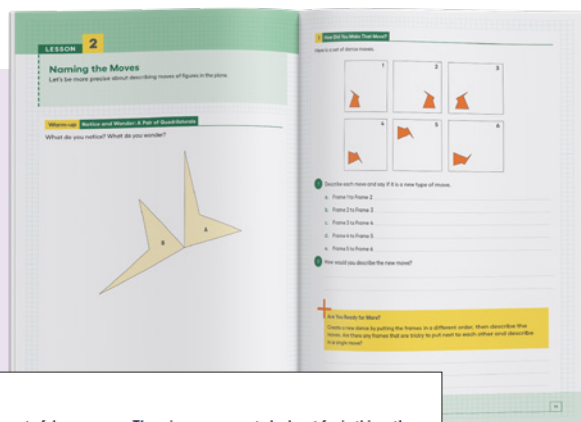 LESSON 2
Naming the Moves
Let's be more precise about describing moves of figures in the plane.
Warm-up Notice and Wonder: A Pair of Quadrilaterals
What do you notice? What do you wonder?
A
B
How Did You Make That Move?
Here is a set of dance moves.
1
2
3
4
5
6
Describe each move and say if it is a new type of move.
a. Frame 1 to Frame 2
b. Frame 2 to Frame 3
c. Frame 3 to Frame 4
d. Frame 4 to Frame 5
e. Frame 5 to Frame 6
How would you describe the new move?
Are You Ready for More?
Create a new dance by putting the frames in a different order, then describe the
moves. Are there any frames that are tricky to put next to each other and describe
in a single move?